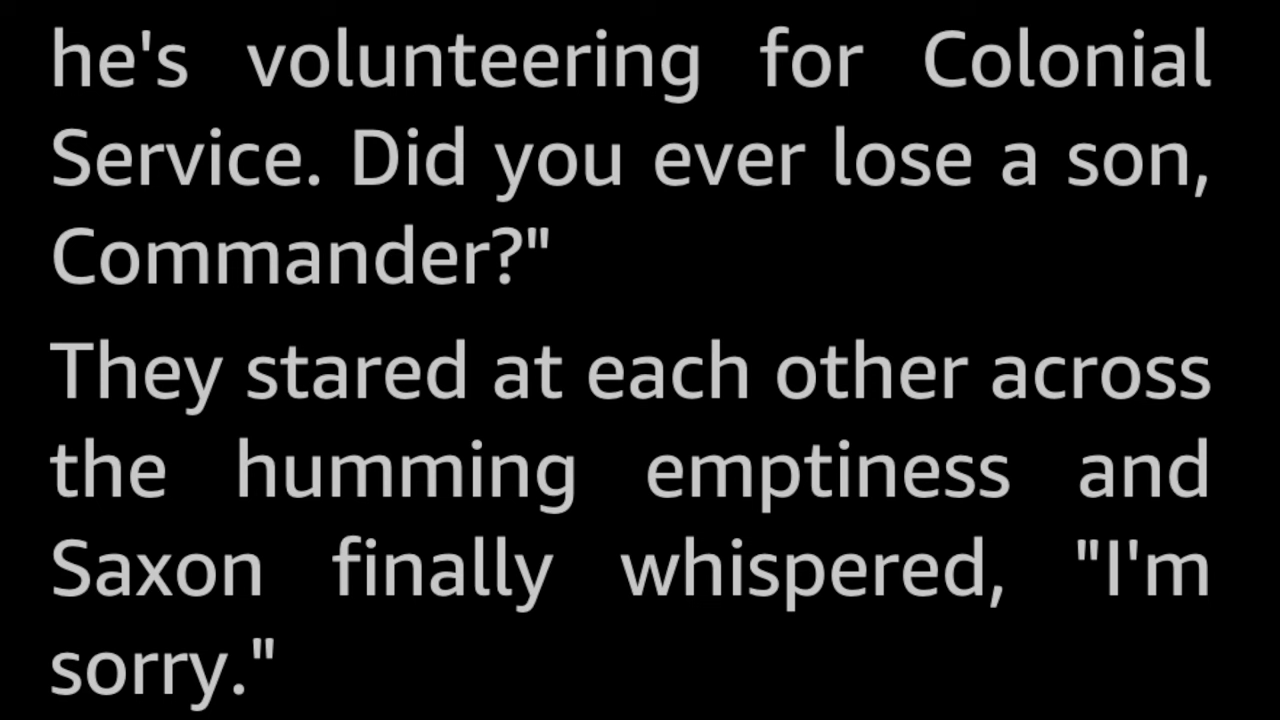 he's volunteering for Colonial
Service. Did you ever lose a son,
Commander?"
They stared at each other across
the humming emptiness and
Saxon finally whispered, "I'm
sorry."